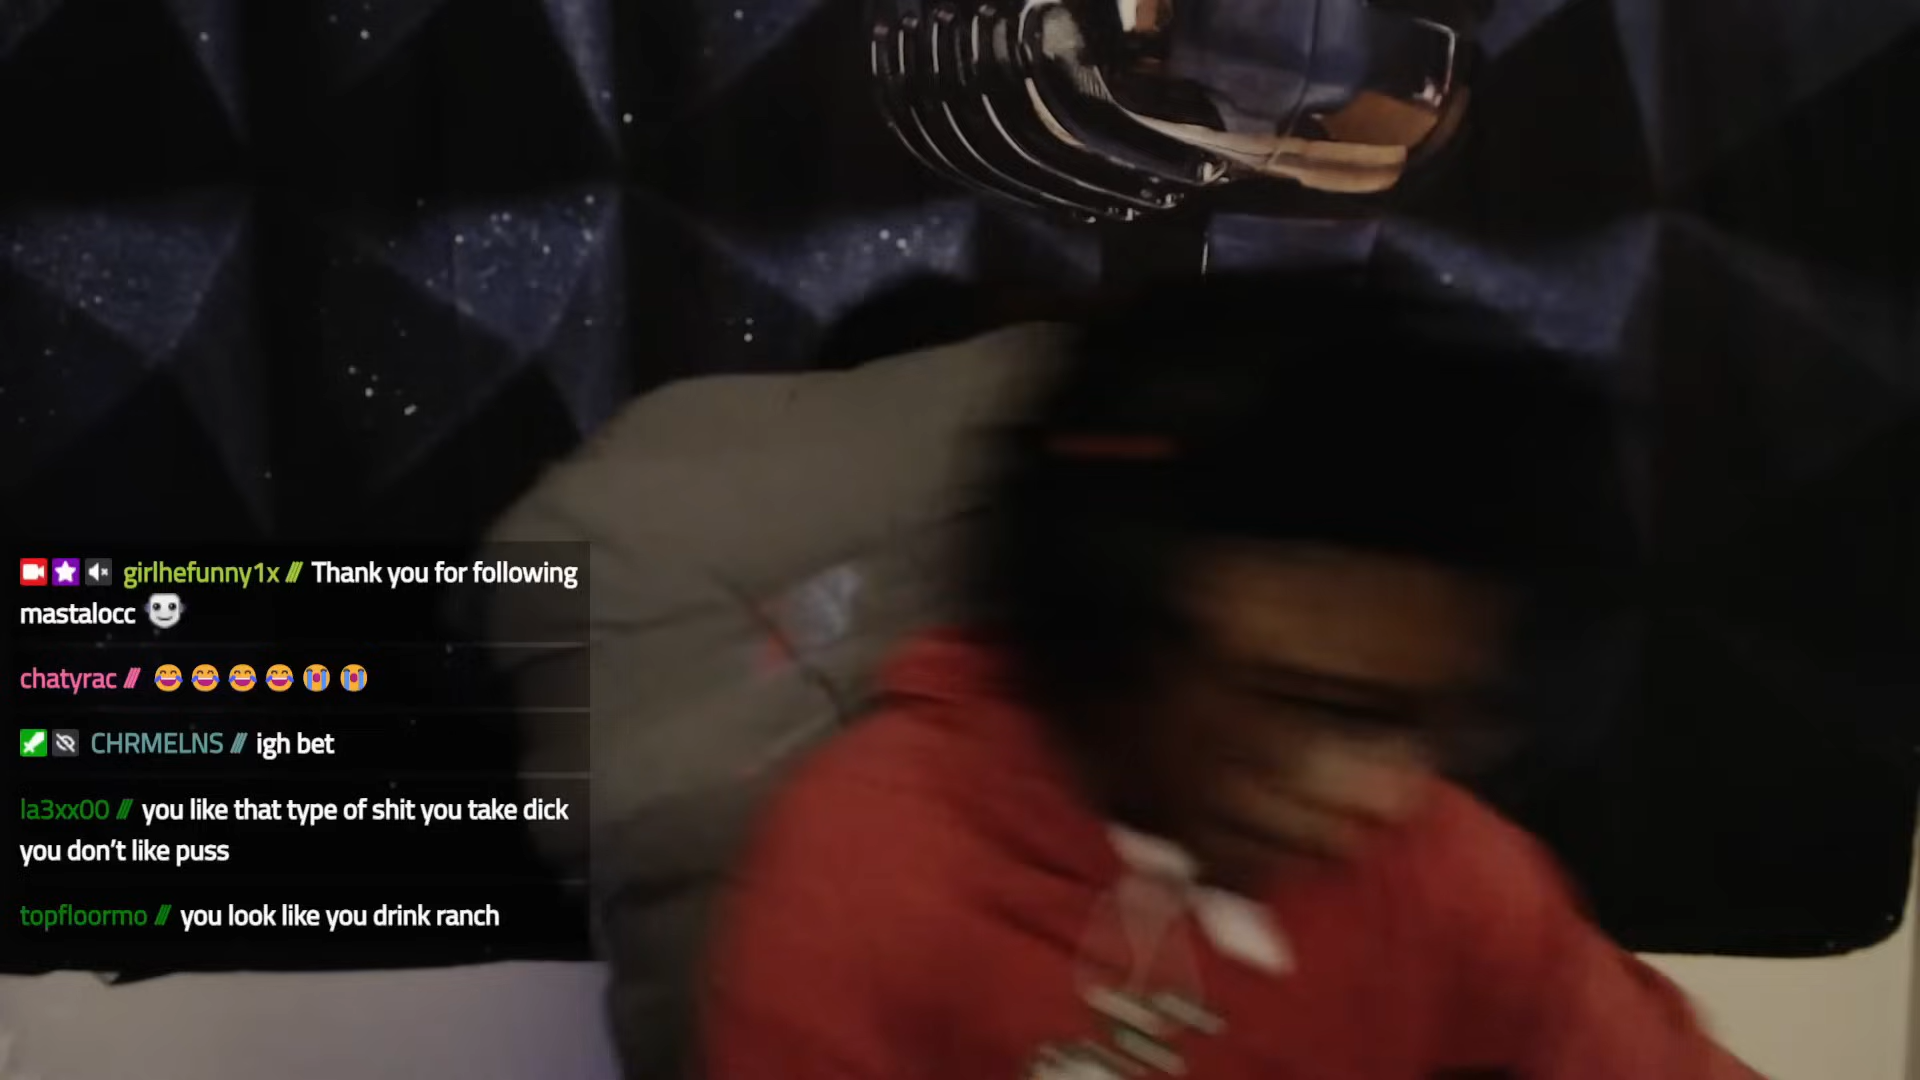 girlhefunny1x /// Thank you for following
mastalocc
chatyrac /// 😂😂😂😂😭😭
CHRMELNS /// igh bet
la3xx00 /// you like that type of shit you take dick
you don't like puss
topfloormo /// you look like you drink ranch